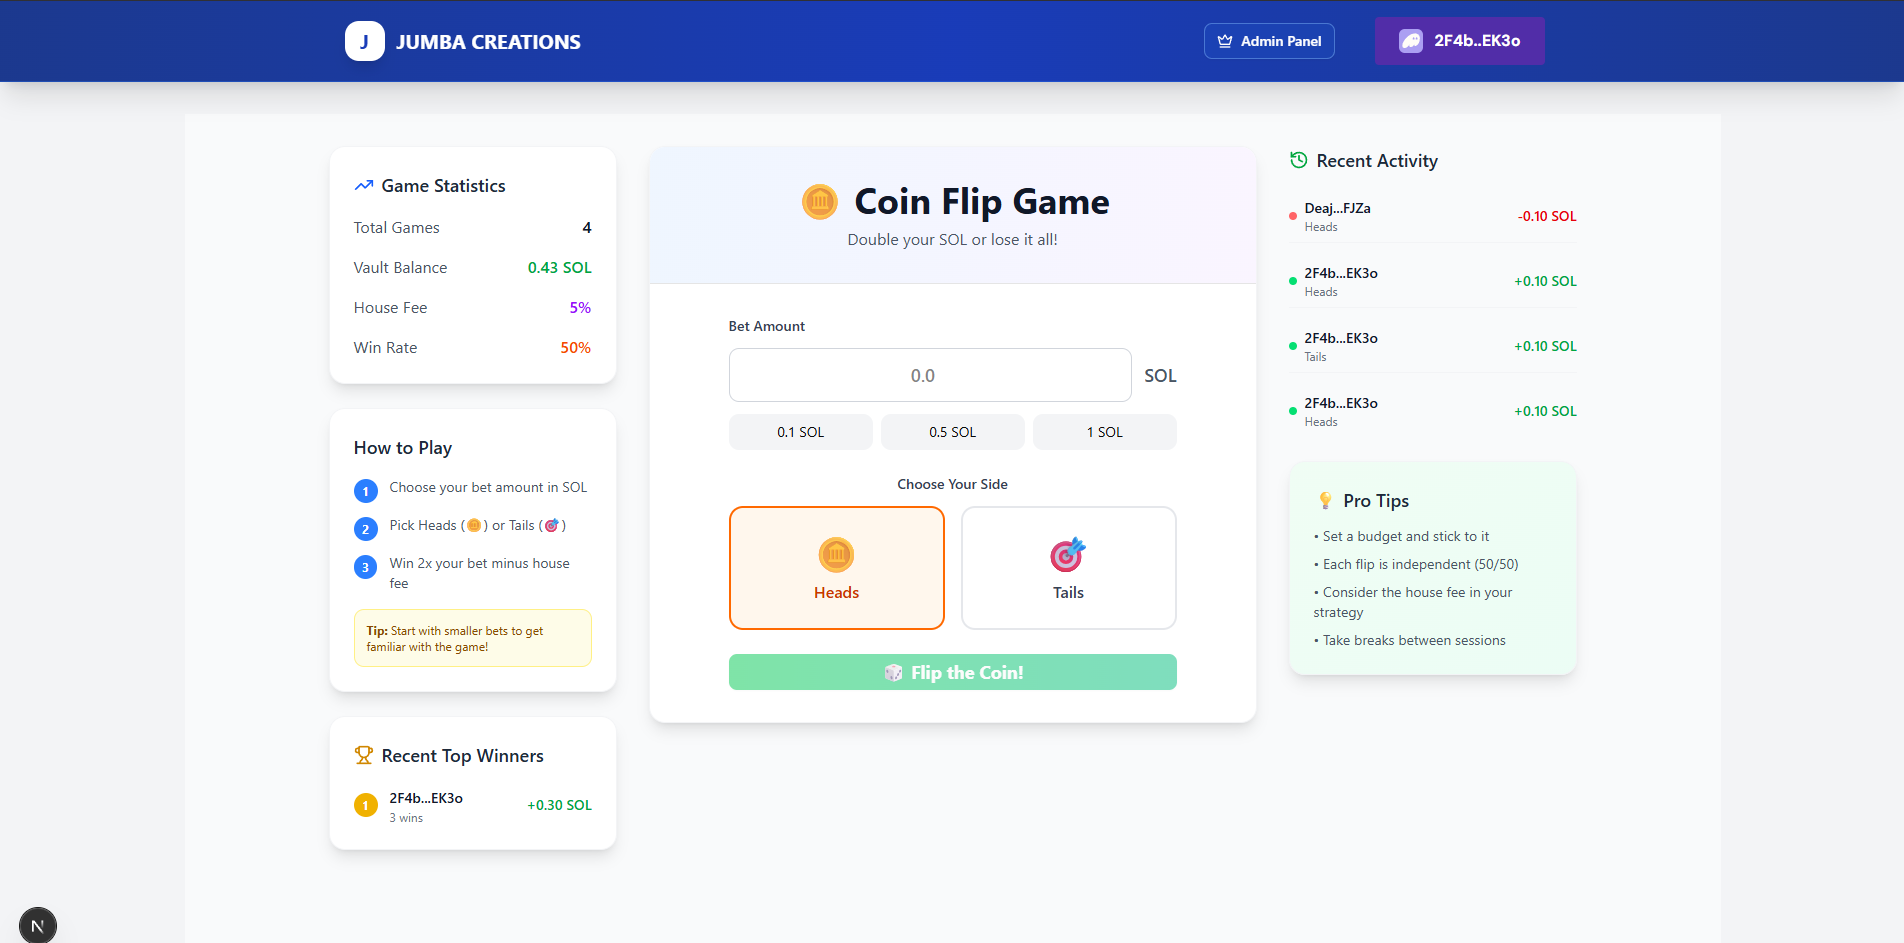 J JUMBA CREATIONS
Admin Panel
2F4b..EK3o
Game Statistics
Total Games 4
Vault Balance 0.43 SOL
House Fee 5%
Win Rate 50%
How to Play
1 Choose your bet amount in SOL
2 Pick Heads (🪙) or Tails (🎯)
3 Win 2x your bet minus house
fee
Tip: Start with smaller bets to get
familiar with the game!
Recent Top Winners
1 2F4b...EK3o +0.30 SOL
3 wins
Coin Flip Game
Double your SOL or lose it all!
Bet Amount
0.0 SOL
0.1 SOL 0.5 SOL 1 SOL
Choose Your Side
Heads Tails
Flip the Coin!
Recent Activity
Deaj...FJZa -0.10 SOL
Heads
2F4b...EK3o +0.10 SOL
Heads
2F4b...EK3o +0.10 SOL
Tails
2F4b...EK3o +0.10 SOL
Heads
Pro Tips
• Set a budget and stick to it
• Each flip is independent (50/50)
• Consider the house fee in your
strategy
• Take breaks between sessions
N